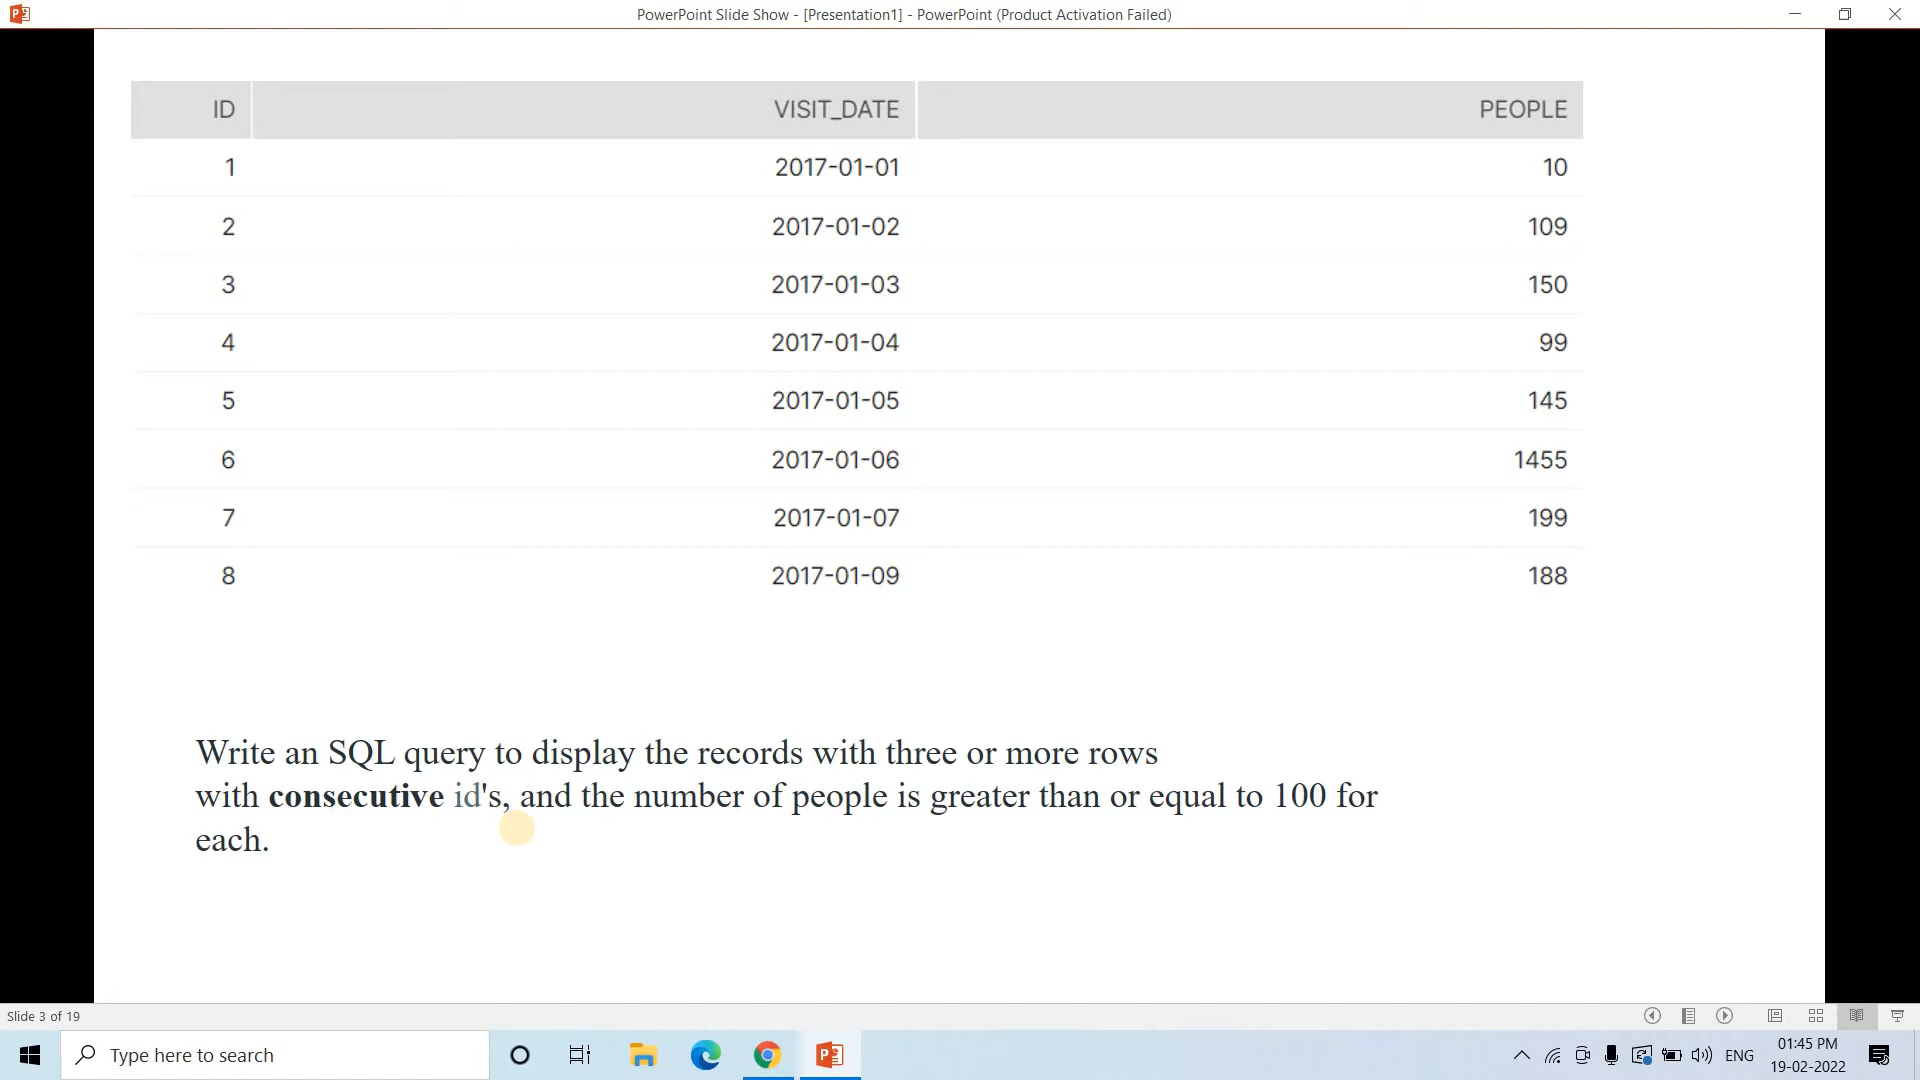 PowerPoint Slide Show - [Presentation1] - PowerPoint (Product Activation Failed)
ID VISIT_DATE PEOPLE
1 2017-01-01 10
2 2017-01-02 109
3 2017-01-03 150
4 2017-01-04 99
5 2017-01-05 145
6 2017-01-06 1455
7 2017-01-07 199
8 2017-01-09 188
Write an SQL query to display the records with three or more rows
with consecutive id's, and the number of people is greater than or equal to 100 for
each.
Slide 3 of 19
Type here to search
ENG
01:45 PM
19-02-2022